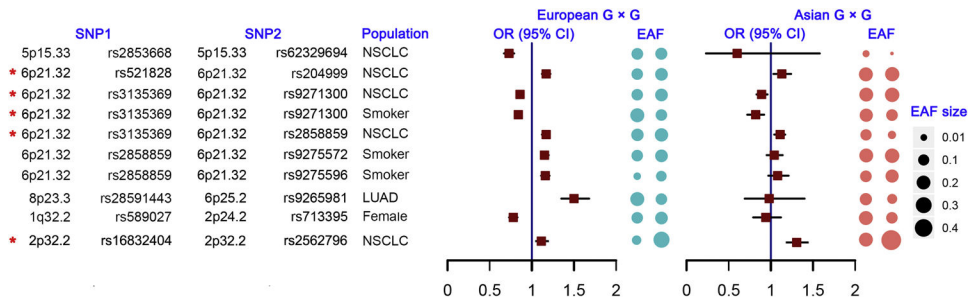 European G × G Asian G × G
SNP1 SNP2 Population OR (95% CI) EAF OR (95% CI) EAF
5p15.33 rs2853668 5p15.33 rs62329694 NSCLC
* 6p21.32 rs521828 6p21.32 rs204999 NSCLC
* 6p21.32 rs3135369 6p21.32 rs9271300 NSCLC
* 6p21.32 rs3135369 6p21.32 rs9271300 Smoker
* 6p21.32 rs3135369 6p21.32 rs2858859 NSCLC
6p21.32 rs2858859 6p21.32 rs9275572 Smoker
6p21.32 rs2858859 6p21.32 rs9275596 Smoker
8p23.3 rs28591443 6p25.2 rs9265981 LUAD
1q32.2 rs589027 2p24.2 rs713395 Female
* 2p32.2 rs16832404 2p32.2 rs2562796 NSCLC
0 0.5 1 1.5 2 0 0.5 1 1.5 2
EAF size
0.01
0.1
0.2
0.3
0.4